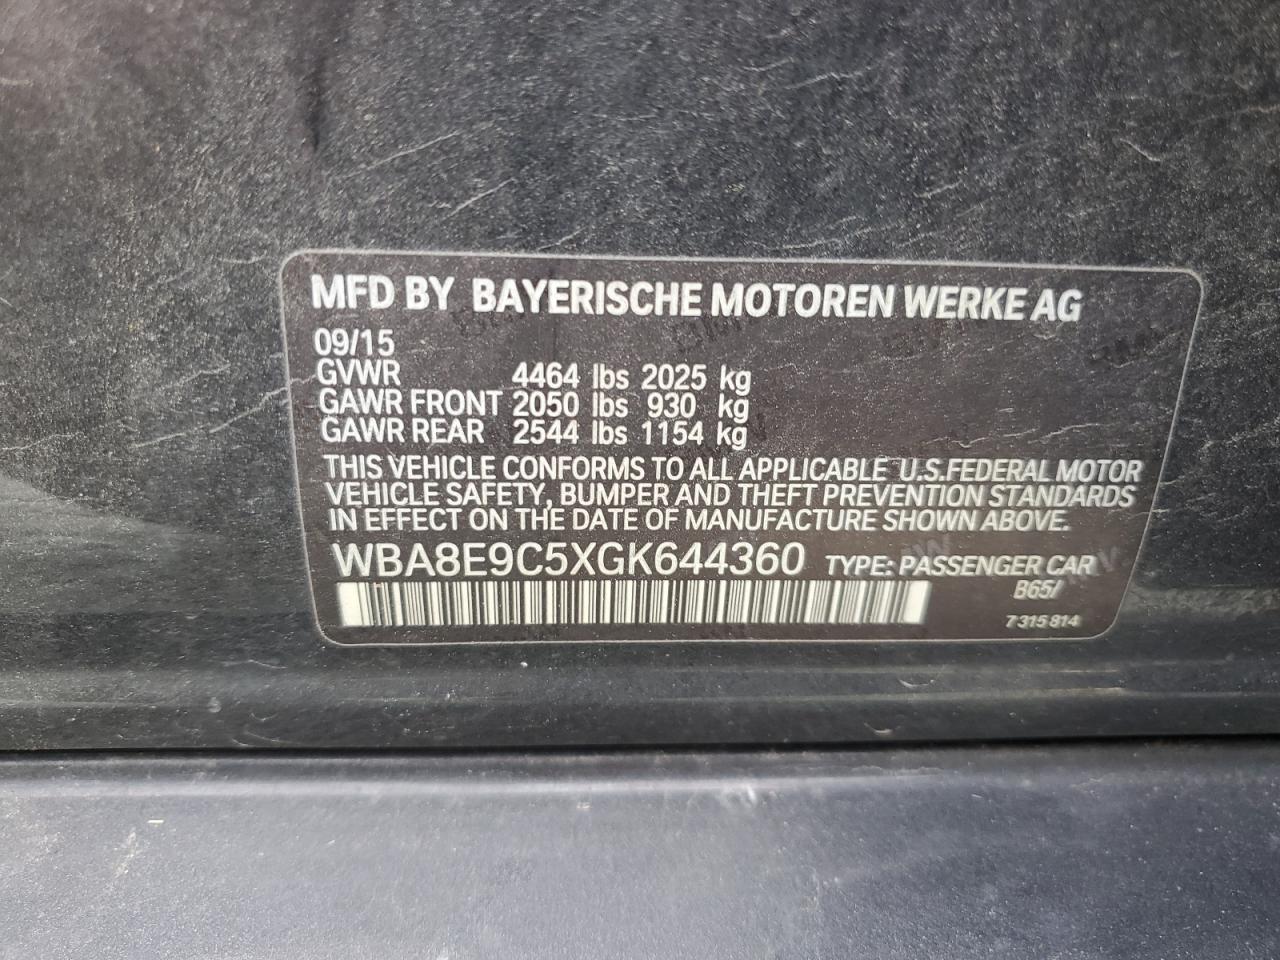 MFD BY BAYERISCHE MOTOREN WERKE AG
09/15
GVWR 4464 lbs 2025 kg
GAWR FRONT 2050 lbs 930 kg
GAWR REAR 2544 lbs 1154 kg
THIS VEHICLE CONFORMS TO ALL APPLICABLE U.S.FEDERAL MOTOR
VEHICLE SAFETY, BUMPER AND THEFT PREVENTION STANDARDS
IN EFFECT ON THE DATE OF MANUFACTURE SHOWN ABOVE.
WBA8E9C5XGK644360 TYPE: PASSENGER CAR
B65/
7 315 814